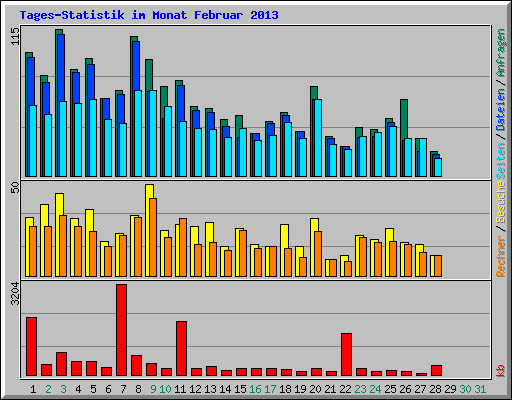 Tages-Statistik im Monat Februar 2013
115
50
3204
Rechner / Besuche Seiten / Dateien / Anfragen
kb
1 2 3 4 5 6 7 8 9 10 11 12 13 14 15 16 17 18 19 20 21 22 23 24 25 26 27 28 29 30 31